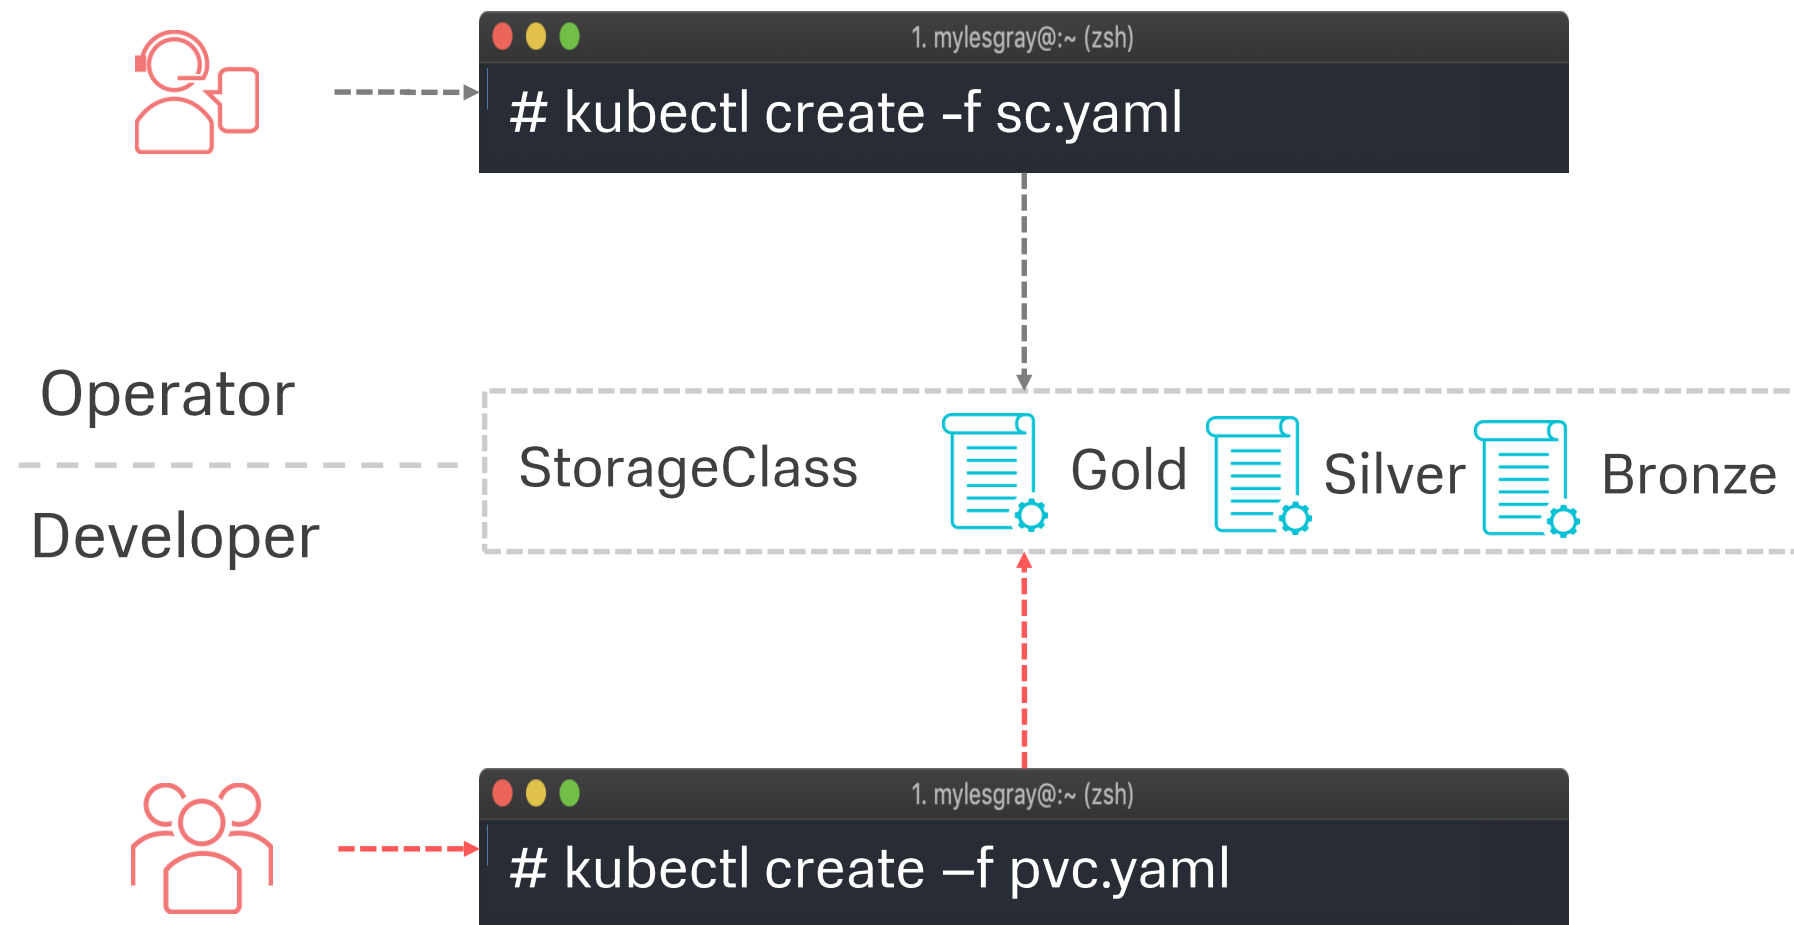 1. mylesgray@:~ (zsh)
# kubectl create -f sc.yaml
Operator
StorageClass Gold Silver Bronze
Developer
1. mylesgray@:~ (zsh)
# kubectl create –f pvc.yaml